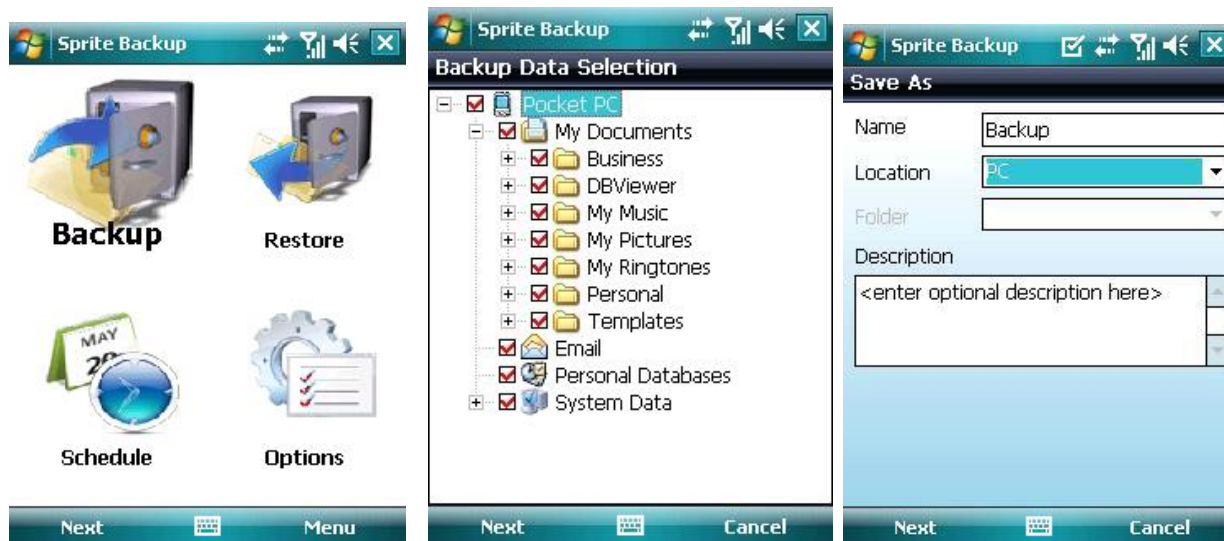 Sprite Backup
Backup
Restore
MAY
20
Schedule
Options
Next
Menu
Sprite Backup
Backup Data Selection
Pocket PC
My Documents
Business
DBViewer
My Music
My Pictures
My Ringtones
Personal
Templates
Email
Personal Databases
System Data
Next
Cancel
Sprite Backup
Save As
Name
Backup
Location
PC
Folder
Description
<enter optional description here>
Next
Cancel